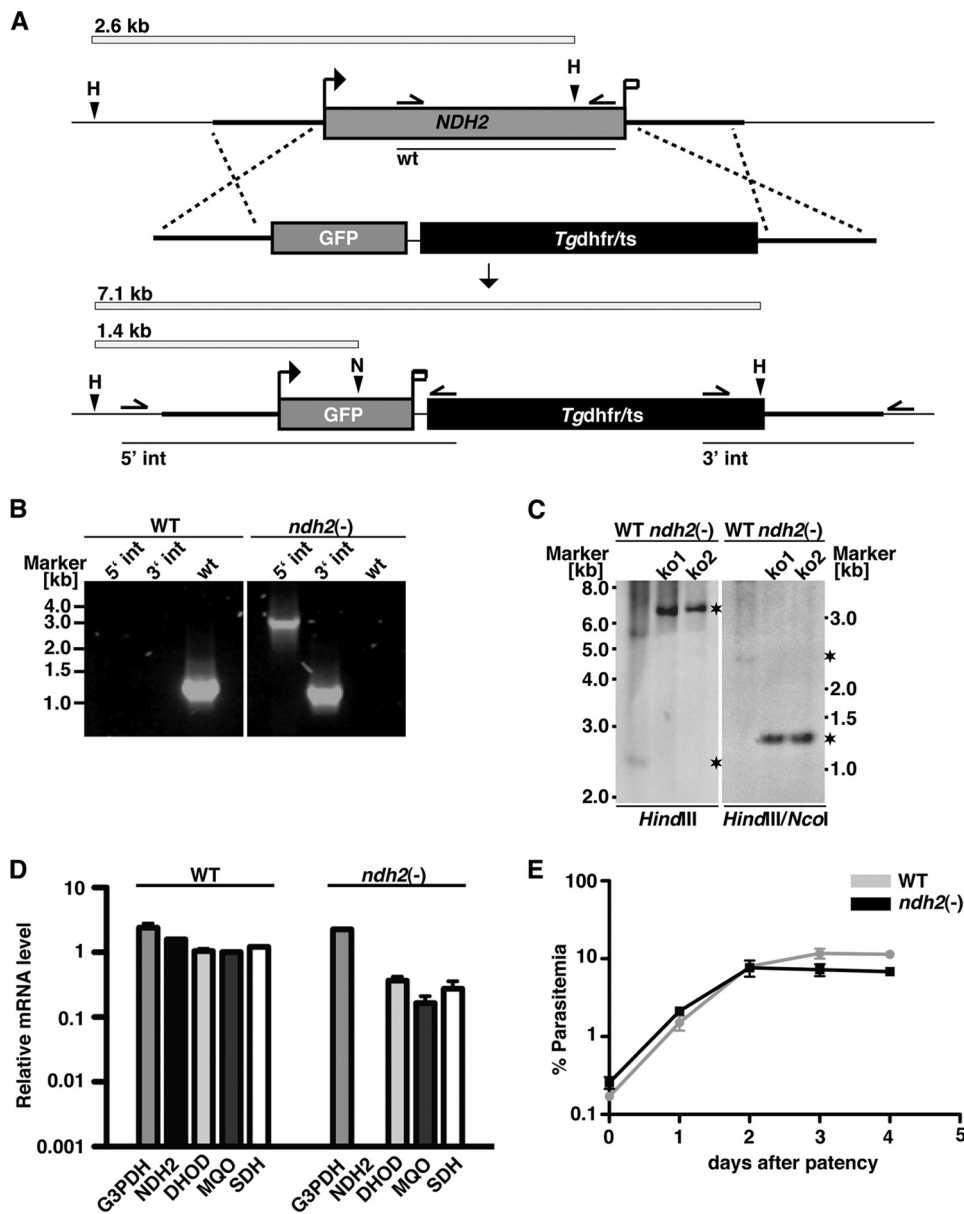 A
2.6 kb
H
H
NDH2
wt
GFP
Tgdhfr/ts
7.1 kb
1.4 kb
H
N
H
GFP
Tgdhfr/ts
5' int
3' int
B
WT
ndh2(-)
Marker
[kb]
5' int
3' int
wt
5' int
3' int
wt
4.0
3.0
2.0
1.5
1.0
C
WT ndh2(-)
WT ndh2(-)
Marker
[kb]
ko1
ko2
ko1
ko2
Marker
[kb]
8.0
6.0
5.0
4.0
3.0
2.0
3.0
2.0
1.5
1.0
HindIII
HindIII/NcoI
D
WT
ndh2(-)
Relative mRNA level
10
1
0.1
0.01
0.001
G3PDH
NDH2
DHOD
MQO
SDH
G3PDH
NDH2
DHOD
MQO
SDH
E
WT
ndh2(-)
% Parasitemia
100
10
1
0.1
0
1
2
3
4
5
days after patency